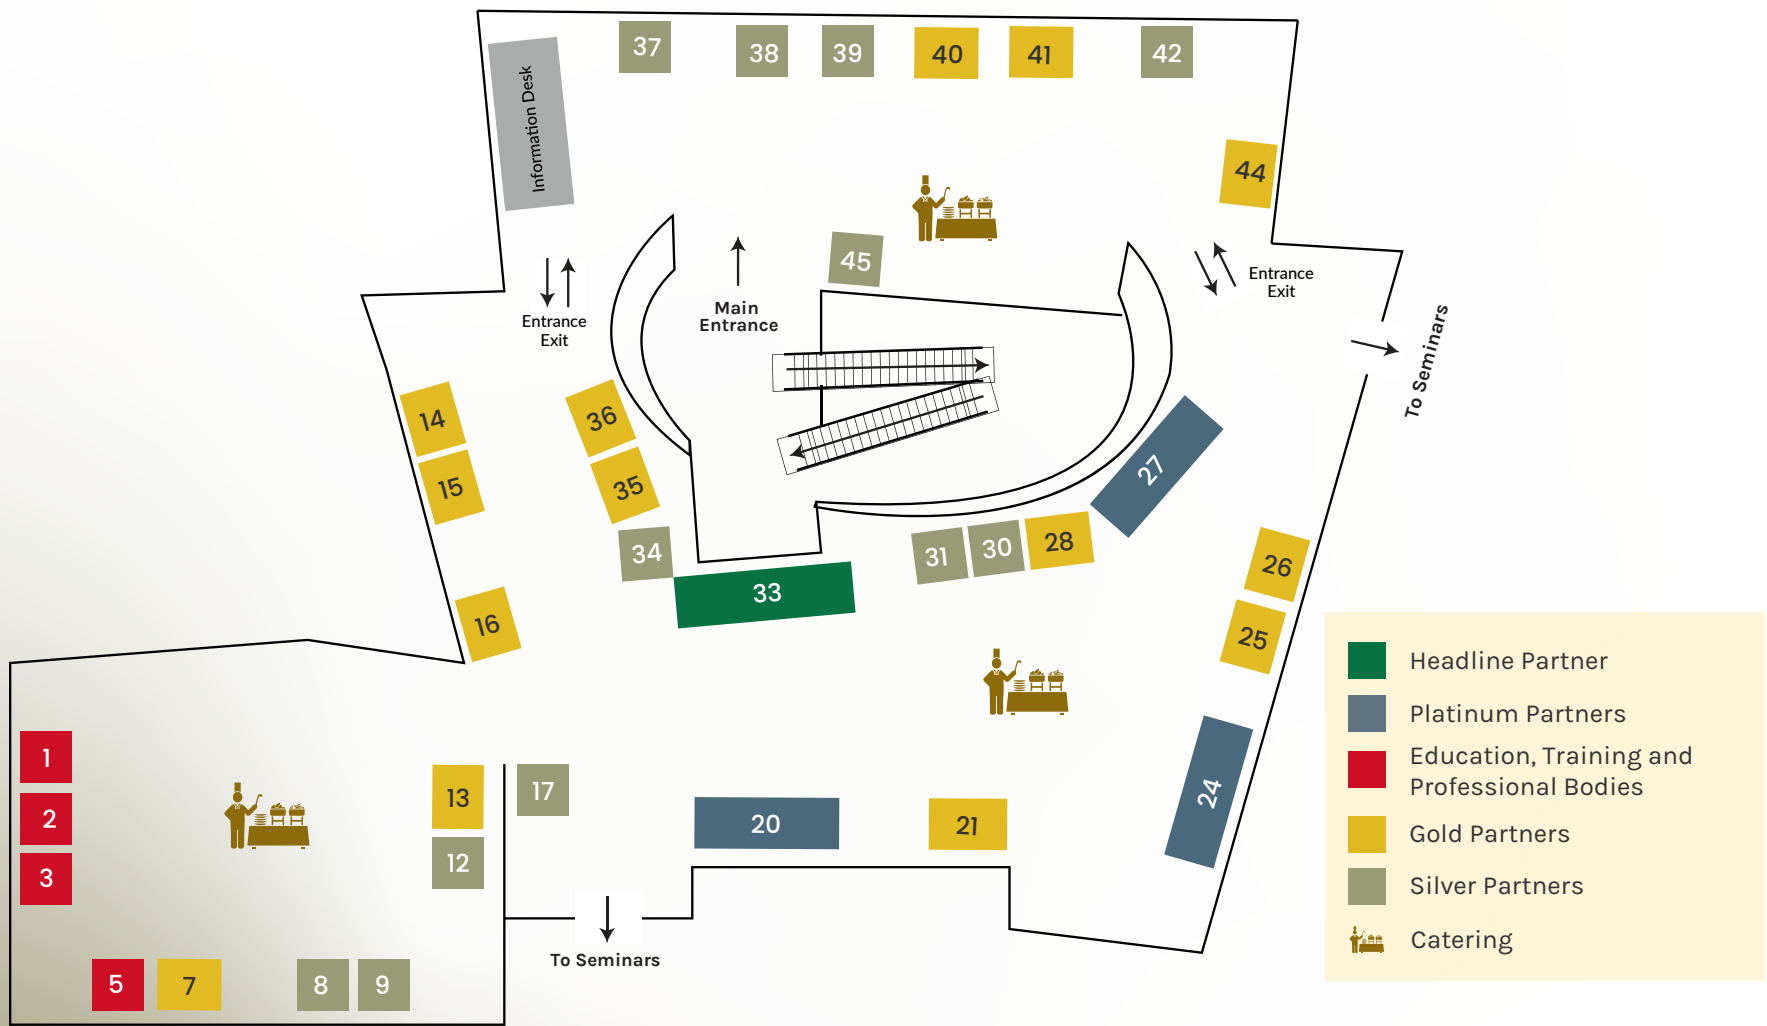 37
38
39
40
41
42
Information Desk
44
45
Entrance
Exit
Main
Entrance
Entrance
Exit
To Seminars
14
36
15
35
27
34
31
30
28
26
33
16
25
Headline Partner
Platinum Partners
Education, Training and
Professional Bodies
Gold Partners
Silver Partners
Catering
1
2
3
13
17
12
20
21
24
To Seminars
5
7
8
9